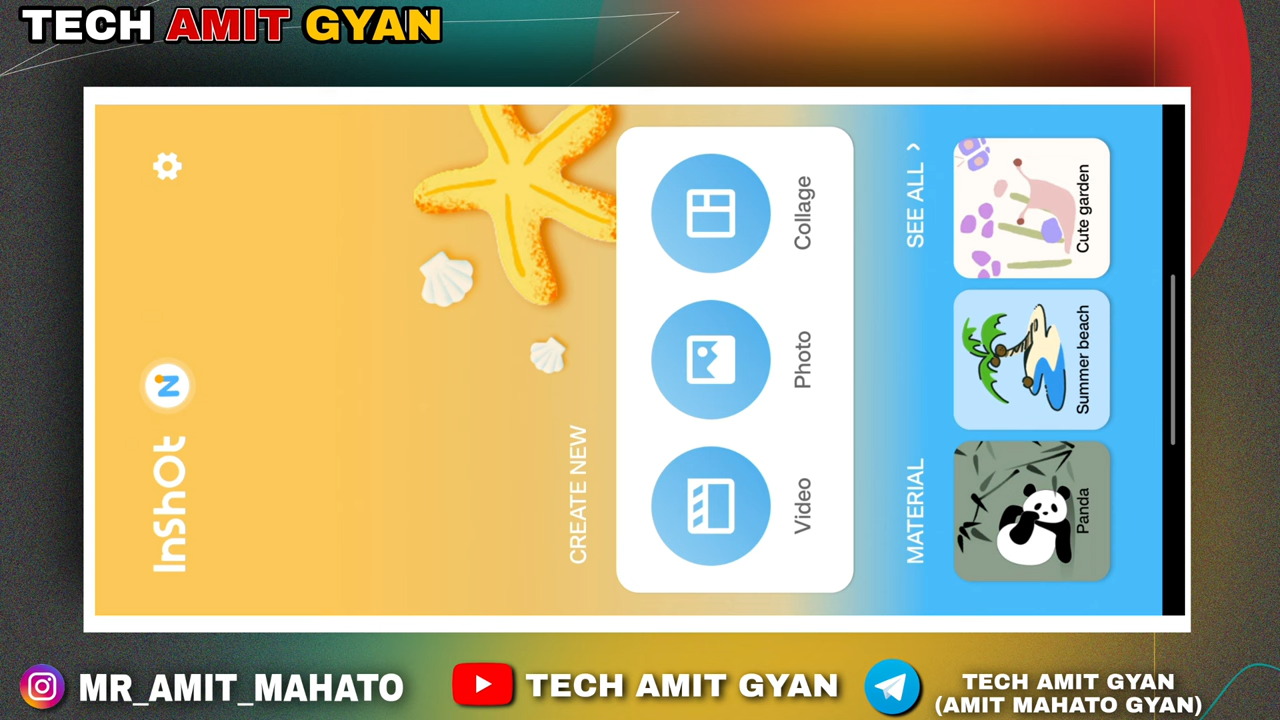 TECH AMIT GYAN
InShOt
CREATE NEW
Video
Photo
Collage
MATERIAL
SEE ALL >
Panda
Summer beach
Cute garden
MR_AMIT_MAHATO
TECH AMIT GYAN
TECH AMIT GYAN
(AMIT MAHATO GYAN)